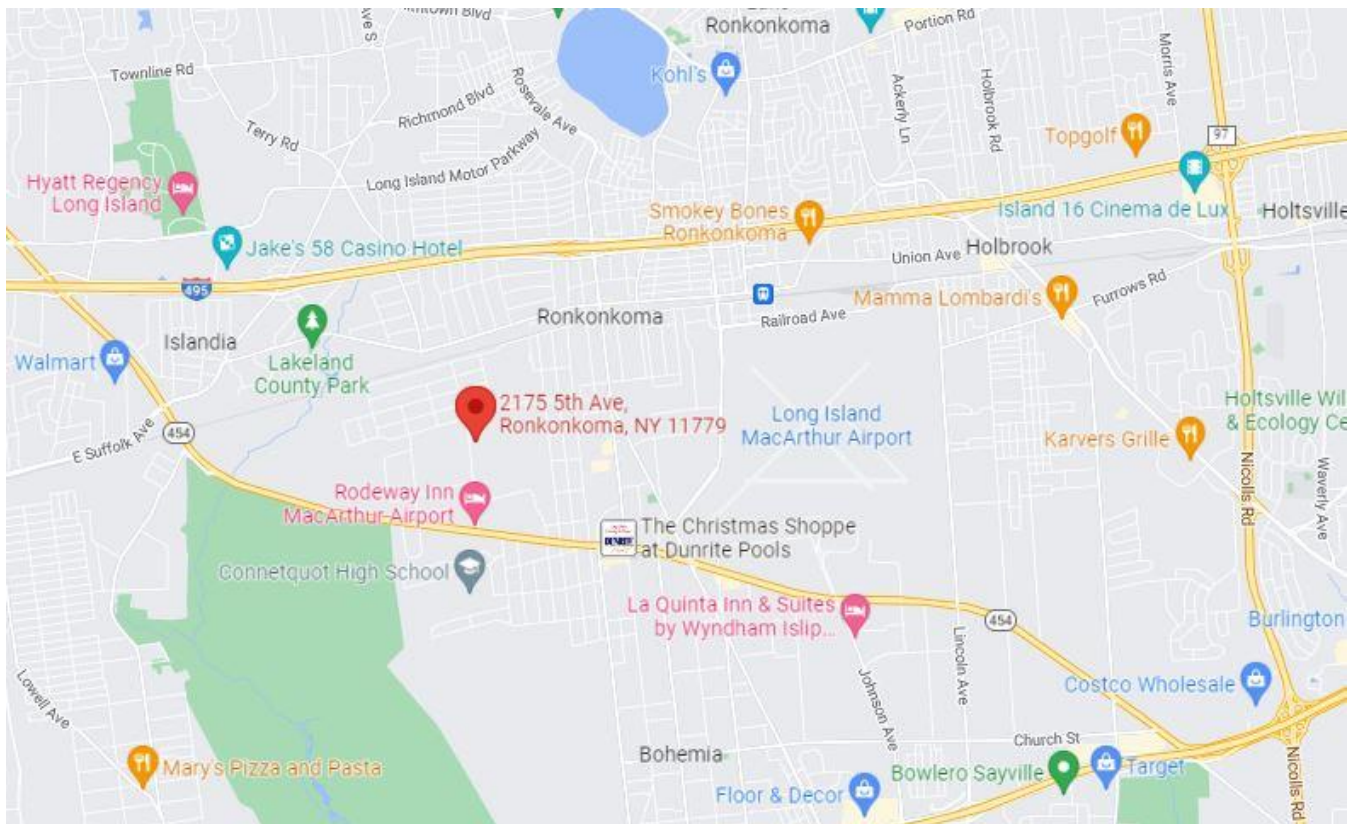 Blvd
Ave S
Ronkonkoma
Portion Rd
Townline Rd
Kohl's
Morris Ave
Rosevale Ave
Ackerly Ln
Holbrook Rd
Richmond Blvd
Terry Rd
Topgolf
97
Long Island Motor Parkway
Hyatt Regency
Long Island
Smokey Bones
Ronkonkoma
Island 16 Cinema de Lux
Holtsville
Jake's 58 Casino Hotel
Union Ave
Holbrook
495
Mamma Lombardi's
Furrows Rd
Ronkonkoma
Railroad Ave
Islandia
Walmart
Lakeland
County Park
2175 5th Ave,
Ronkonkoma, NY 11779
Long Island
MacArthur Airport
Holtsville Wil
& Ecology Ce
E Suffolk Ave
454
Karvers Grille
Nicolls Rd
Waverly Ave
Rodeway Inn
MacArthur Airport
DUNRITE
The Christmas Shoppe
at Dunrite Pools
Connetquot High School
La Quinta Inn & Suites
by Wyndham Islip...
454
Burlington
Lincoln Ave
Johnson Ave
Costco Wholesale
Lowell Ave
Church St
Bohemia
Mary's Pizza and Pasta
Bowlero Sayville
Target
Floor & Decor
Nicolls Rd